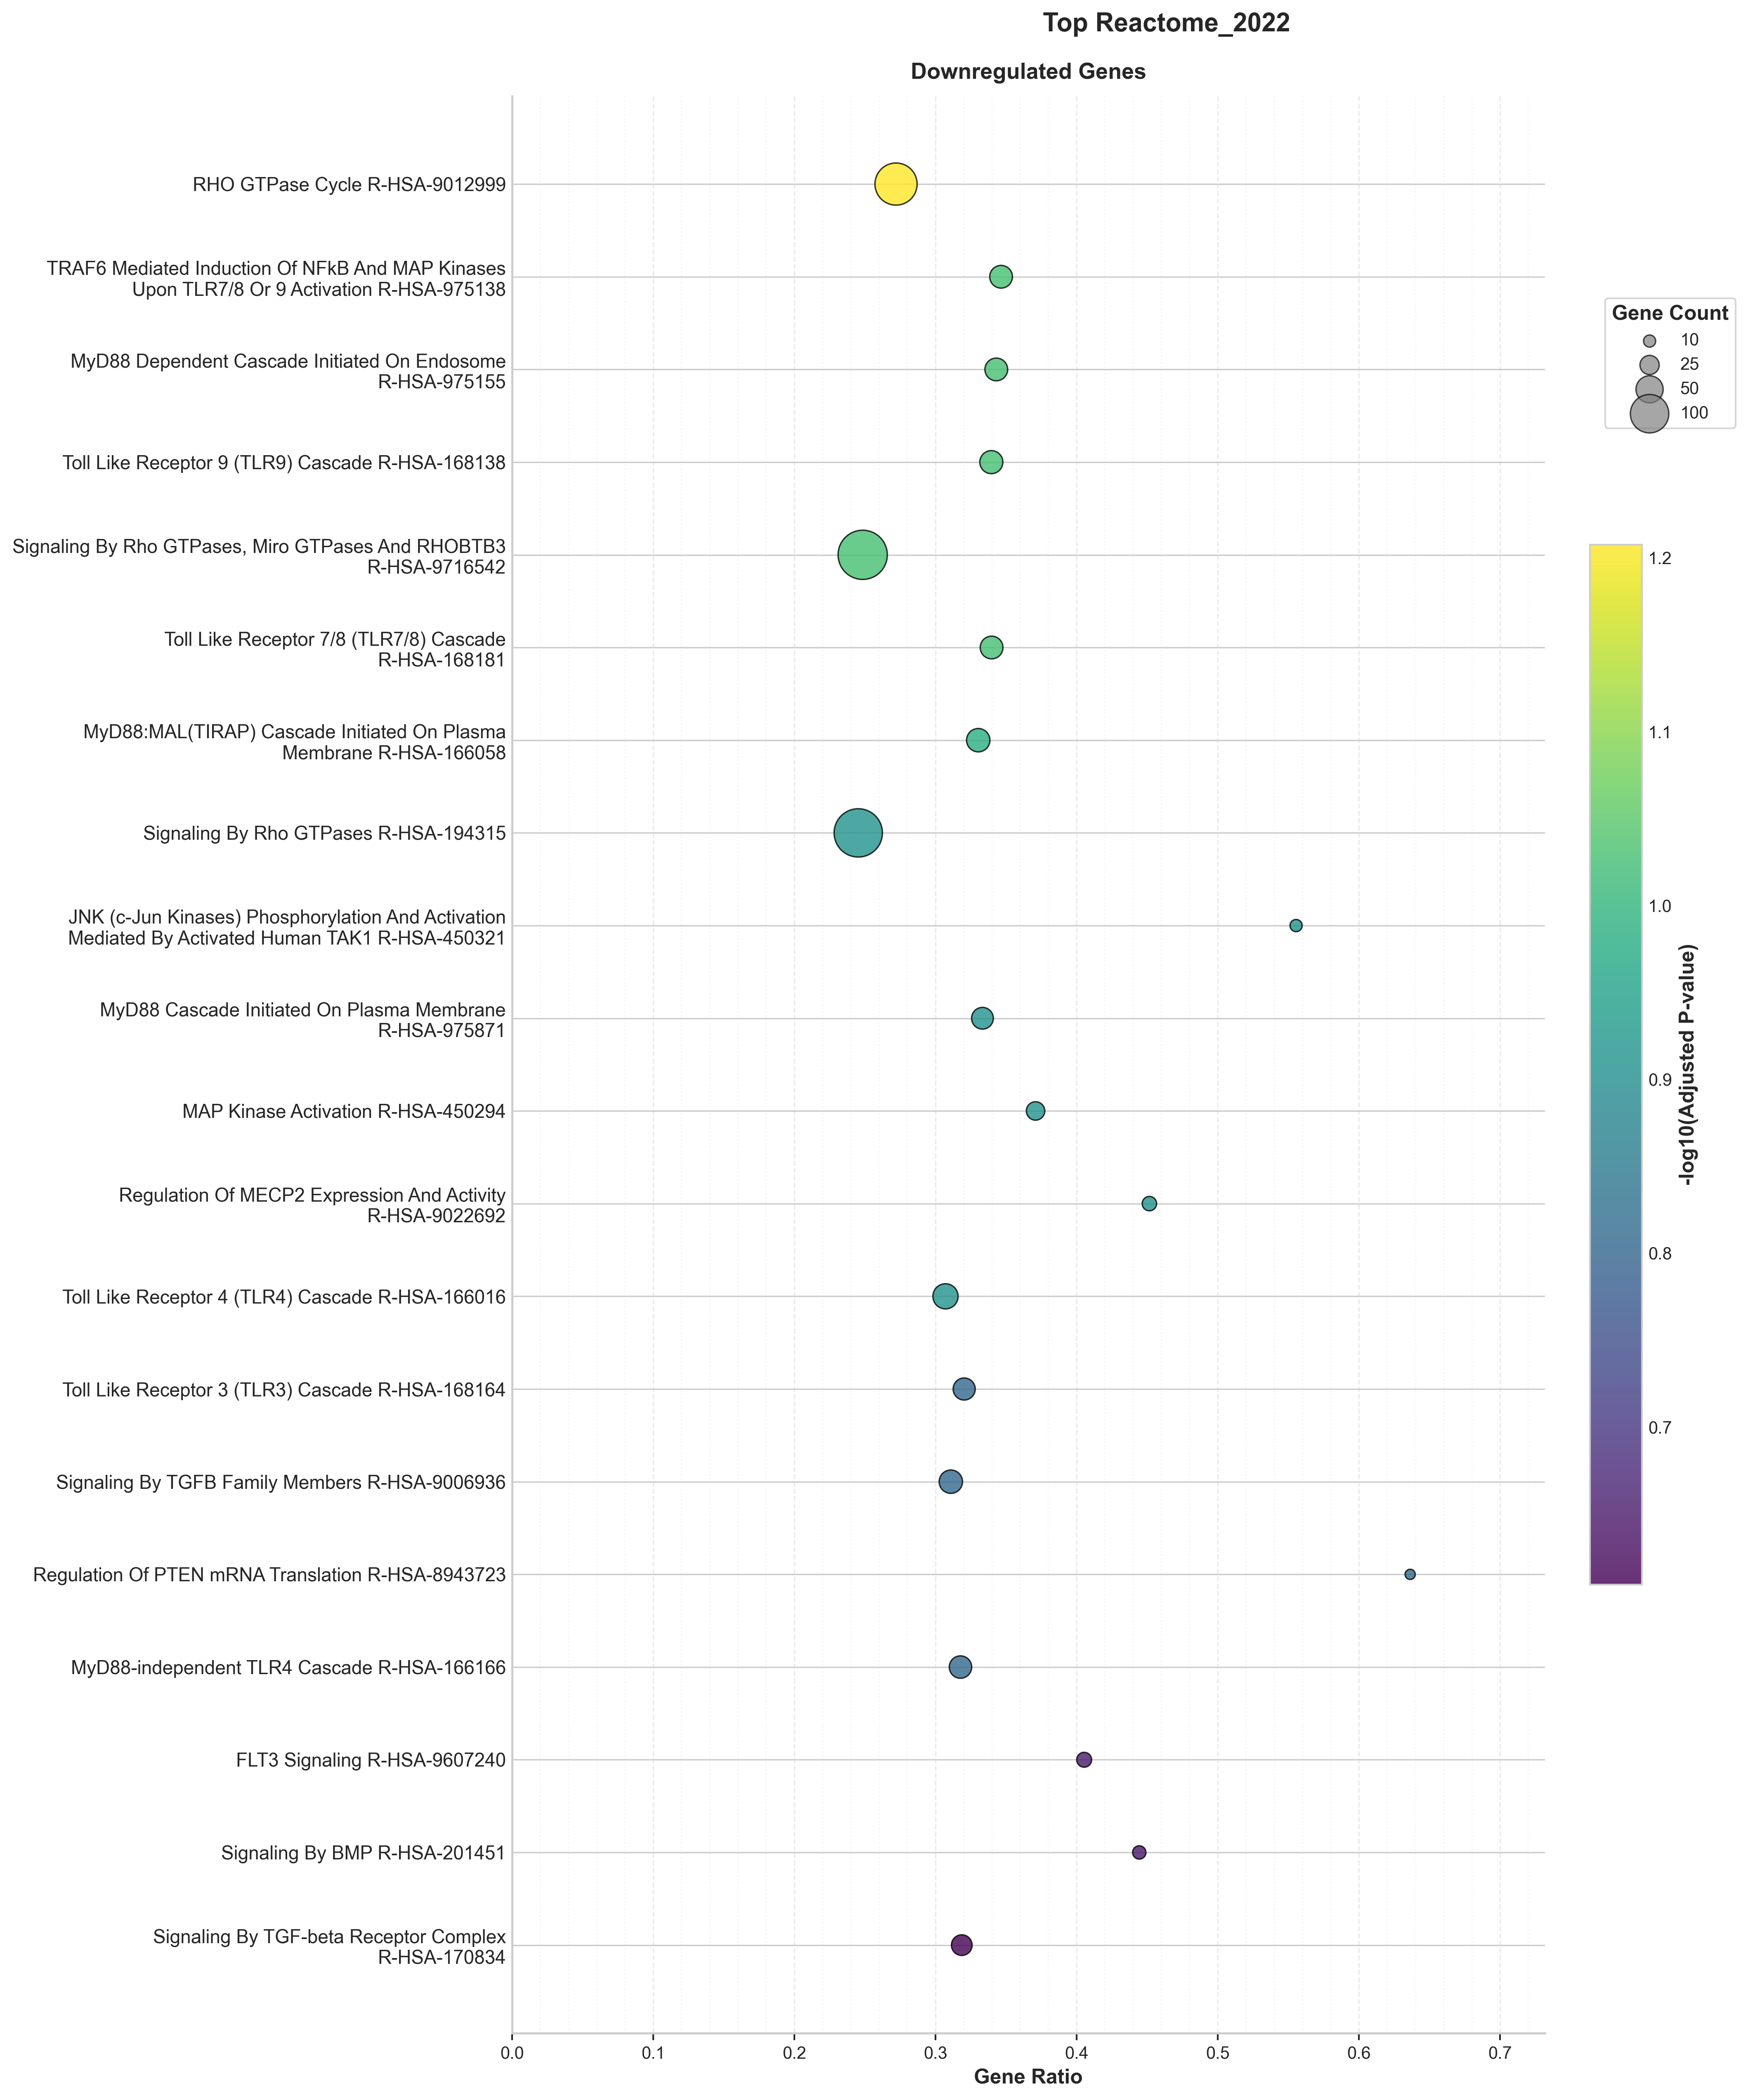 Top Reactome_2022
Downregulated Genes
RHO GTPase Cycle R-HSA-9012999
TRAF6 Mediated Induction Of NFkB And MAP Kinases
Upon TLR7/8 Or 9 Activation R-HSA-975138
MyD88 Dependent Cascade Initiated On Endosome
R-HSA-975155
Toll Like Receptor 9 (TLR9) Cascade R-HSA-168138
Signaling By Rho GTPases, Miro GTPases And RHOBTB3
R-HSA-9716542
Toll Like Receptor 7/8 (TLR7/8) Cascade
R-HSA-168181
MyD88:MAL(TIRAP) Cascade Initiated On Plasma
Membrane R-HSA-166058
Signaling By Rho GTPases R-HSA-194315
JNK (c-Jun Kinases) Phosphorylation And Activation
Mediated By Activated Human TAK1 R-HSA-450321
MyD88 Cascade Initiated On Plasma Membrane
R-HSA-975871
MAP Kinase Activation R-HSA-450294
Regulation Of MECP2 Expression And Activity
R-HSA-9022692
Toll Like Receptor 4 (TLR4) Cascade R-HSA-166016
Toll Like Receptor 3 (TLR3) Cascade R-HSA-168164
Signaling By TGFB Family Members R-HSA-9006936
Regulation Of PTEN mRNA Translation R-HSA-8943723
MyD88-independent TLR4 Cascade R-HSA-166166
FLT3 Signaling R-HSA-9607240
Signaling By BMP R-HSA-201451
Signaling By TGF-beta Receptor Complex
R-HSA-170834
0.0
0.1
0.2
0.3
0.4
0.5
0.6
0.7
Gene Ratio
Gene Count
10
25
50
100
1.2
1.1
1.0
0.9
0.8
0.7
-log10(Adjusted P-value)